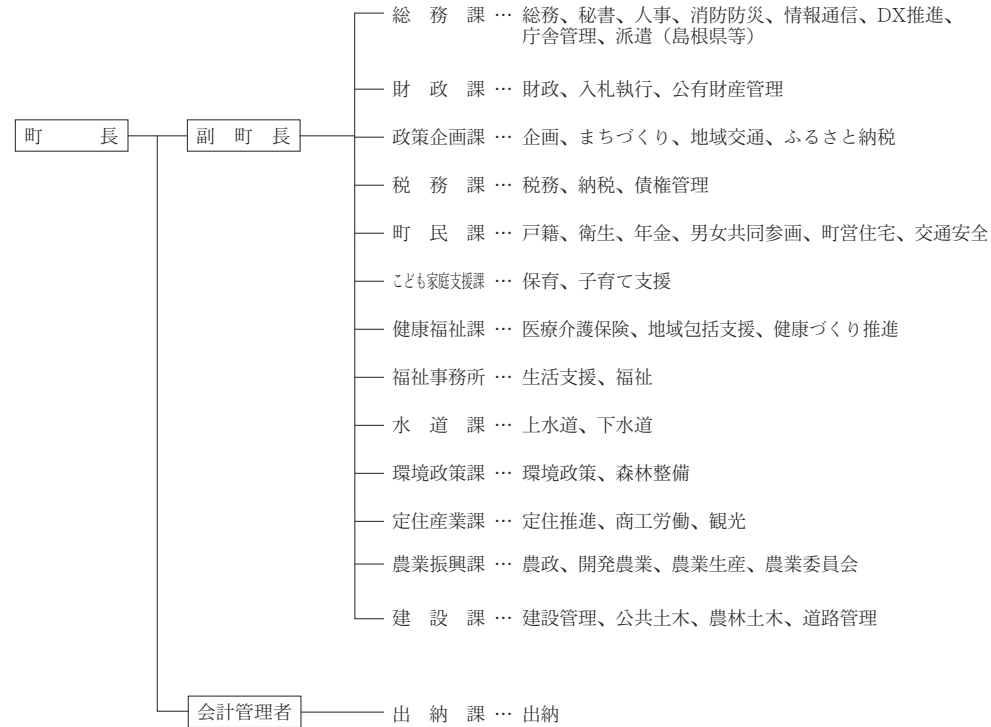 総務課 … 総務、秘書、人事、消防防災、情報通信、DX推進、
庁舎管理、派遣（島根県等）
財政課 … 財政、入札執行、公有財産管理
町長 副町長 政策企画課 … 企画、まちづくり、地域交通、ふるさと納税
税務課 … 税務、納税、債権管理
町民課 … 戸籍、衛生、年金、男女共同参画、町営住宅、交通安全
こども家庭支援課 … 保育、子育て支援
健康福祉課 … 医療介護保険、地域包括支援、健康づくり推進
福祉事務所 … 生活支援、福祉
水道課 … 上水道、下水道
環境政策課 … 環境政策、森林整備
定住産業課 … 定住推進、商工労働、観光
農業振興課 … 農政、開発農業、農業生産、農業委員会
建設課 … 建設管理、公共土木、農林土木、道路管理
会計管理者 出納課 … 出納